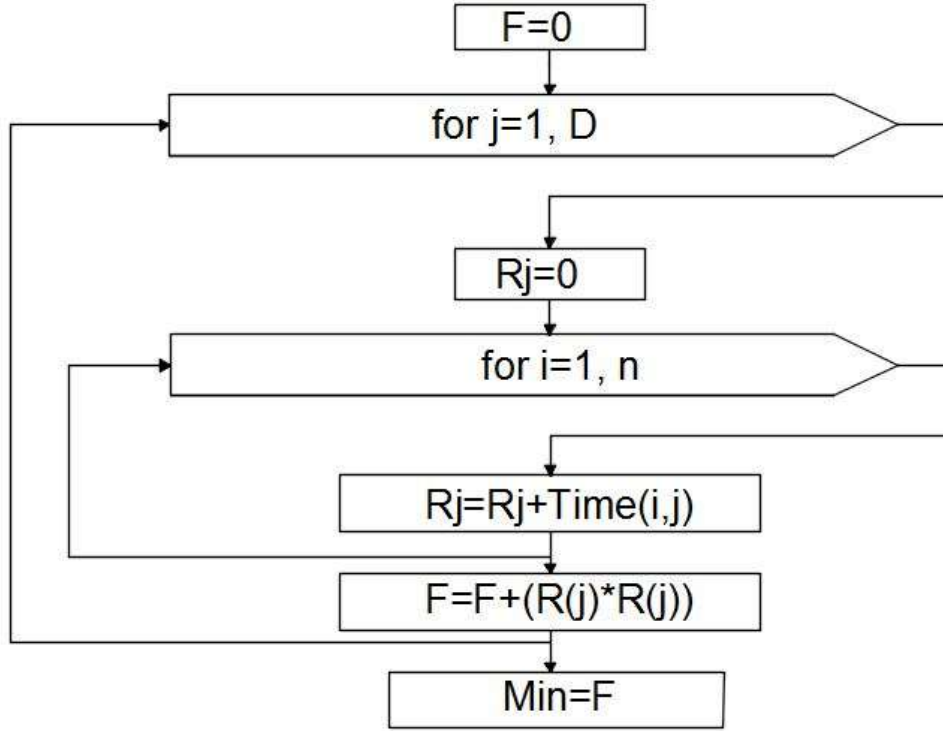 F=0
for j=1, D
Rj=0
for i=1, n
Rj=Rj+Time(i,j)
F=F+(R(j)*R(j))
Min=F